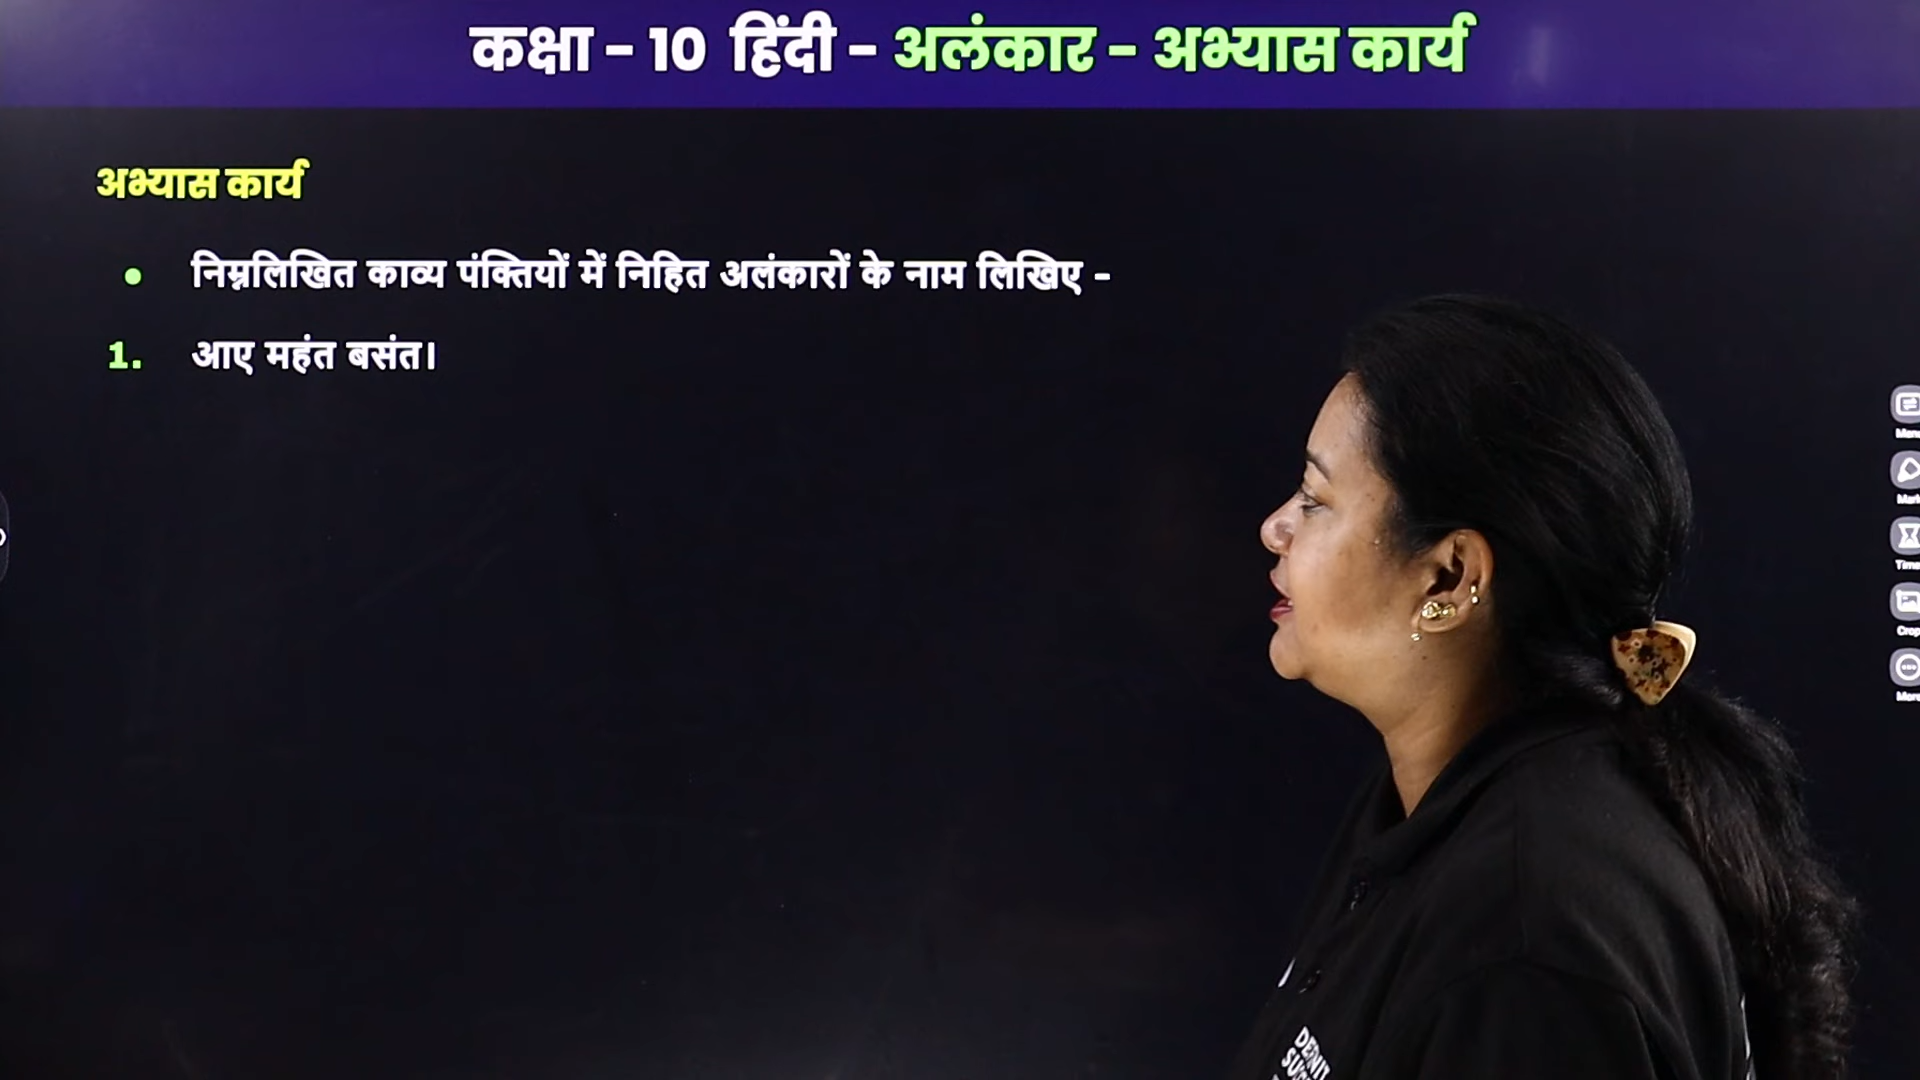 कक्षा - 10 हिंदी - अलंकार - अभ्यास कार्य
अभ्यास कार्य
• निम्नलिखित काव्य पंक्तियों में निहित अलंकारों के नाम लिखिए -
1. आए महंत बसंत।